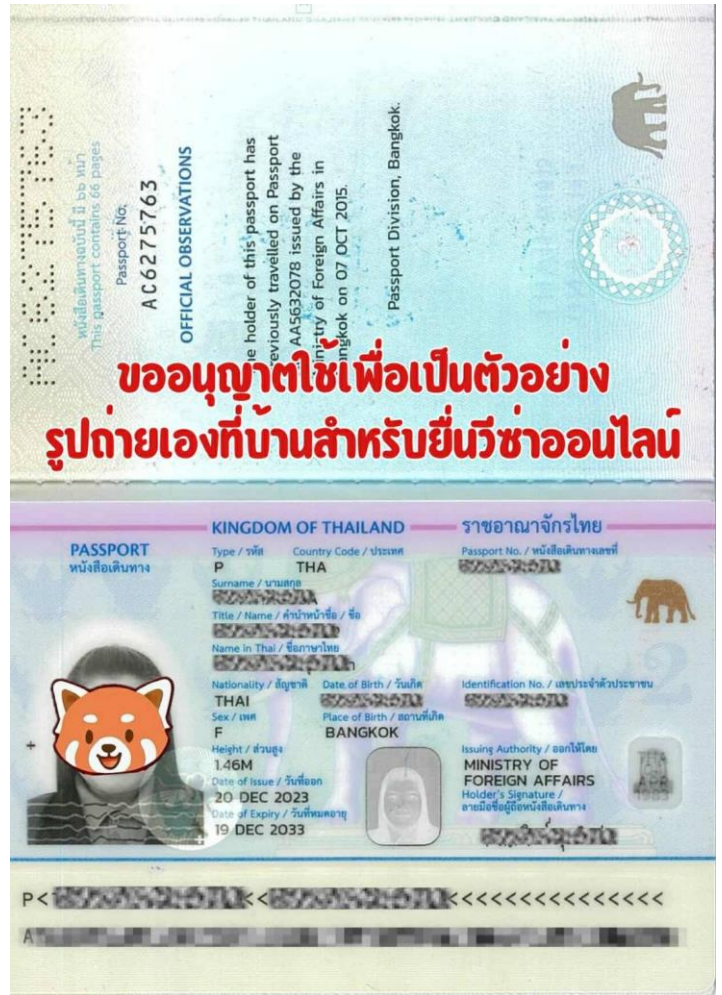 หนังสือเดินทางฉบับนี้ มี ๖๖ หน้า
This passport contains 66 pages
Passport No.
AC6275763
OFFICIAL OBSERVATIONS
holder of this passport has
travelled on Passport
AA5632078 issued by the
of Foreign Affairs in
on 07 OCT 2015.
Passport Division, Bangkok.
ขออนุญาตใช้เพื่อเป็นตัวอย่าง
รูปถ่ายเองที่บ้านสำหรับยื่นวีซ่าออนไลน์
KINGDOM OF THAILAND ราชอาณาจักรไทย
PASSPORT
หนังสือเดินทาง
Type / รหัส Country Code / ประเทศ Passport No. / หนังสือเดินทางเลขที่
P THA
Surname / นามสกุล
Title / Name / คำนำหน้าชื่อ / ชื่อ
Name in Thai / ชื่อภาษาไทย
Nationality / สัญชาติ Date of Birth / วันเกิด Identification No. / เลขประจำตัวประชาชน
THAI
Sex / เพศ Place of Birth / สถานที่เกิด
F BANGKOK
Height / ส่วนสูง Issuing Authority / ออกให้โดย
1.46M MINISTRY OF
FOREIGN AFFAIRS
Date of Issue / วันที่ออก
20 DEC 2023
Holder's Signature /
ลายมือชื่อผู้ถือหนังสือเดินทาง
Date of Expiry / วันที่หมดอายุ
19 DEC 2033
P< << <<<<<<<<<<<<<<<
A